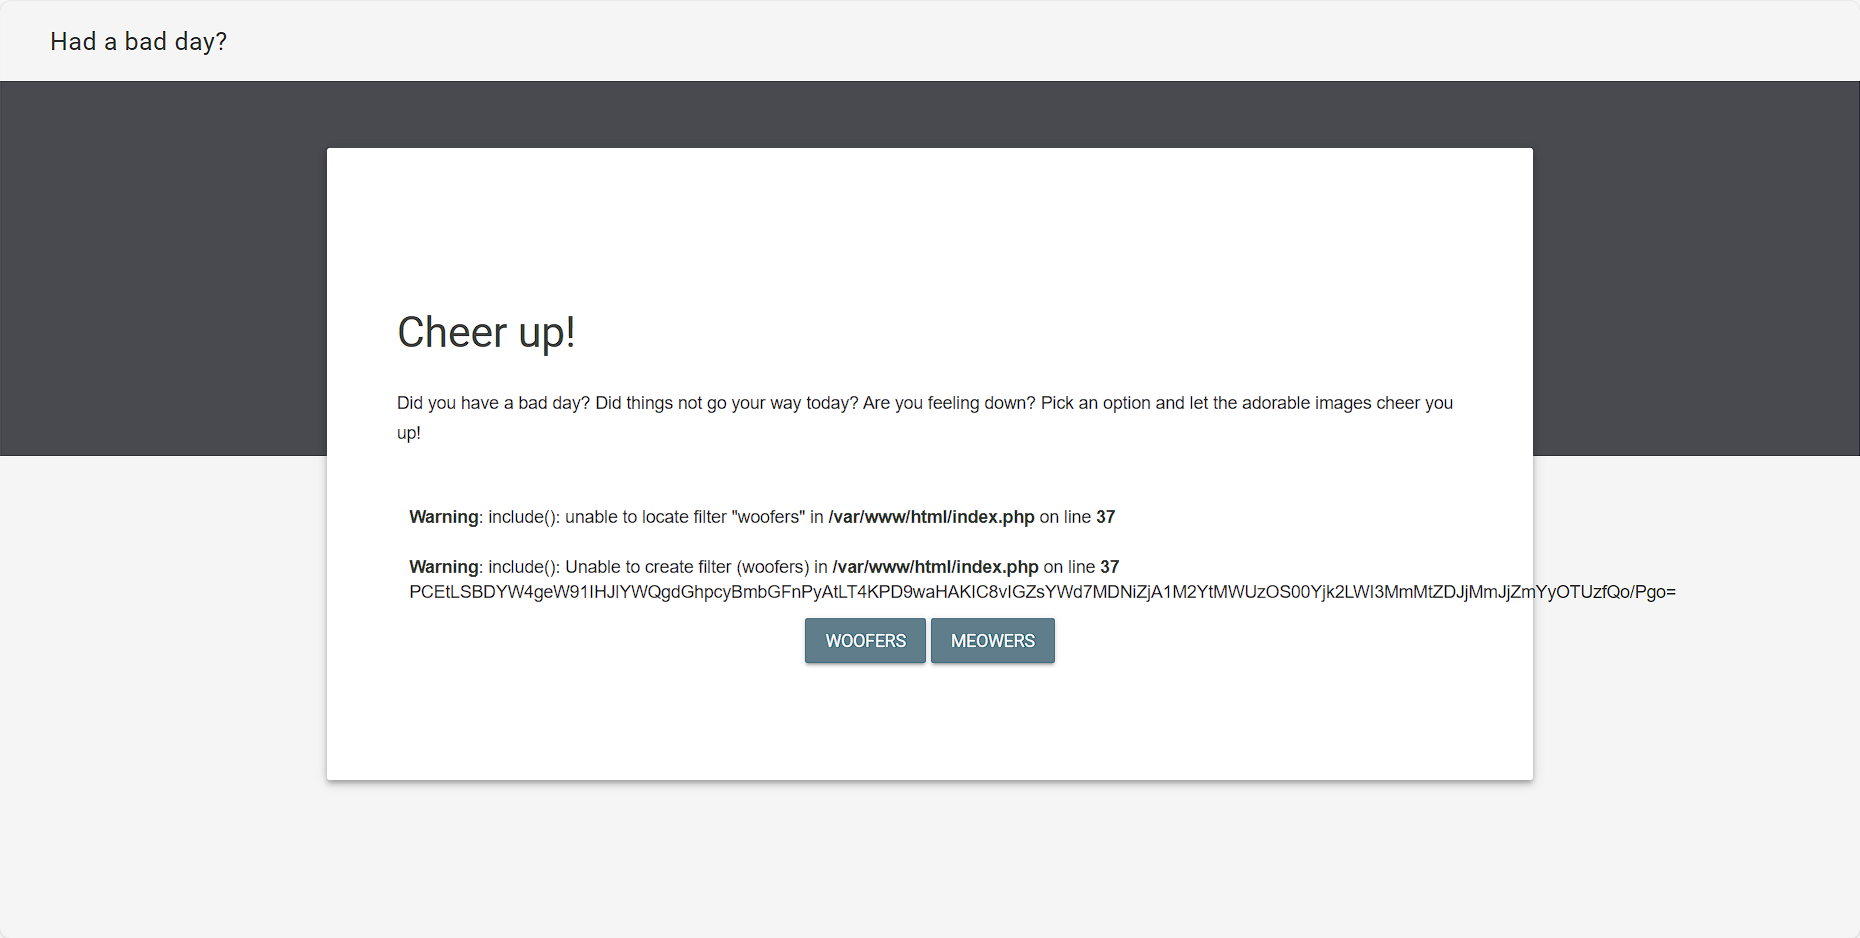 Had a bad day?
Cheer up!
Did you have a bad day? Did things not go your way today? Are you feeling down? Pick an option and let the adorable images cheer you
up!
Warning: include(): unable to locate filter "woofers" in /var/www/html/index.php on line 37
Warning: include(): Unable to create filter (woofers) in /var/www/html/index.php on line 37
PCEtLSBDYW4geW91IHJlYWQgdGhpcyBmbGFnPyAtLT4KPD9waHAKIC8vIGZsYWd7MDNiZjA1M2YtMWUzOS00Yjk2LWI3MmMtZDJjMmJjZmYyOTUzfQo/Pgo=
WOOFERS MEOWERS